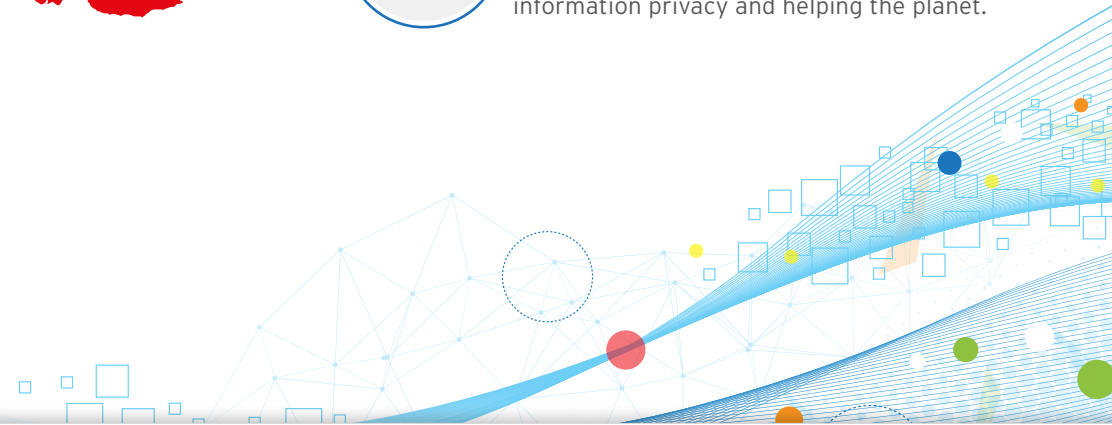 information privacy and helping the planet.